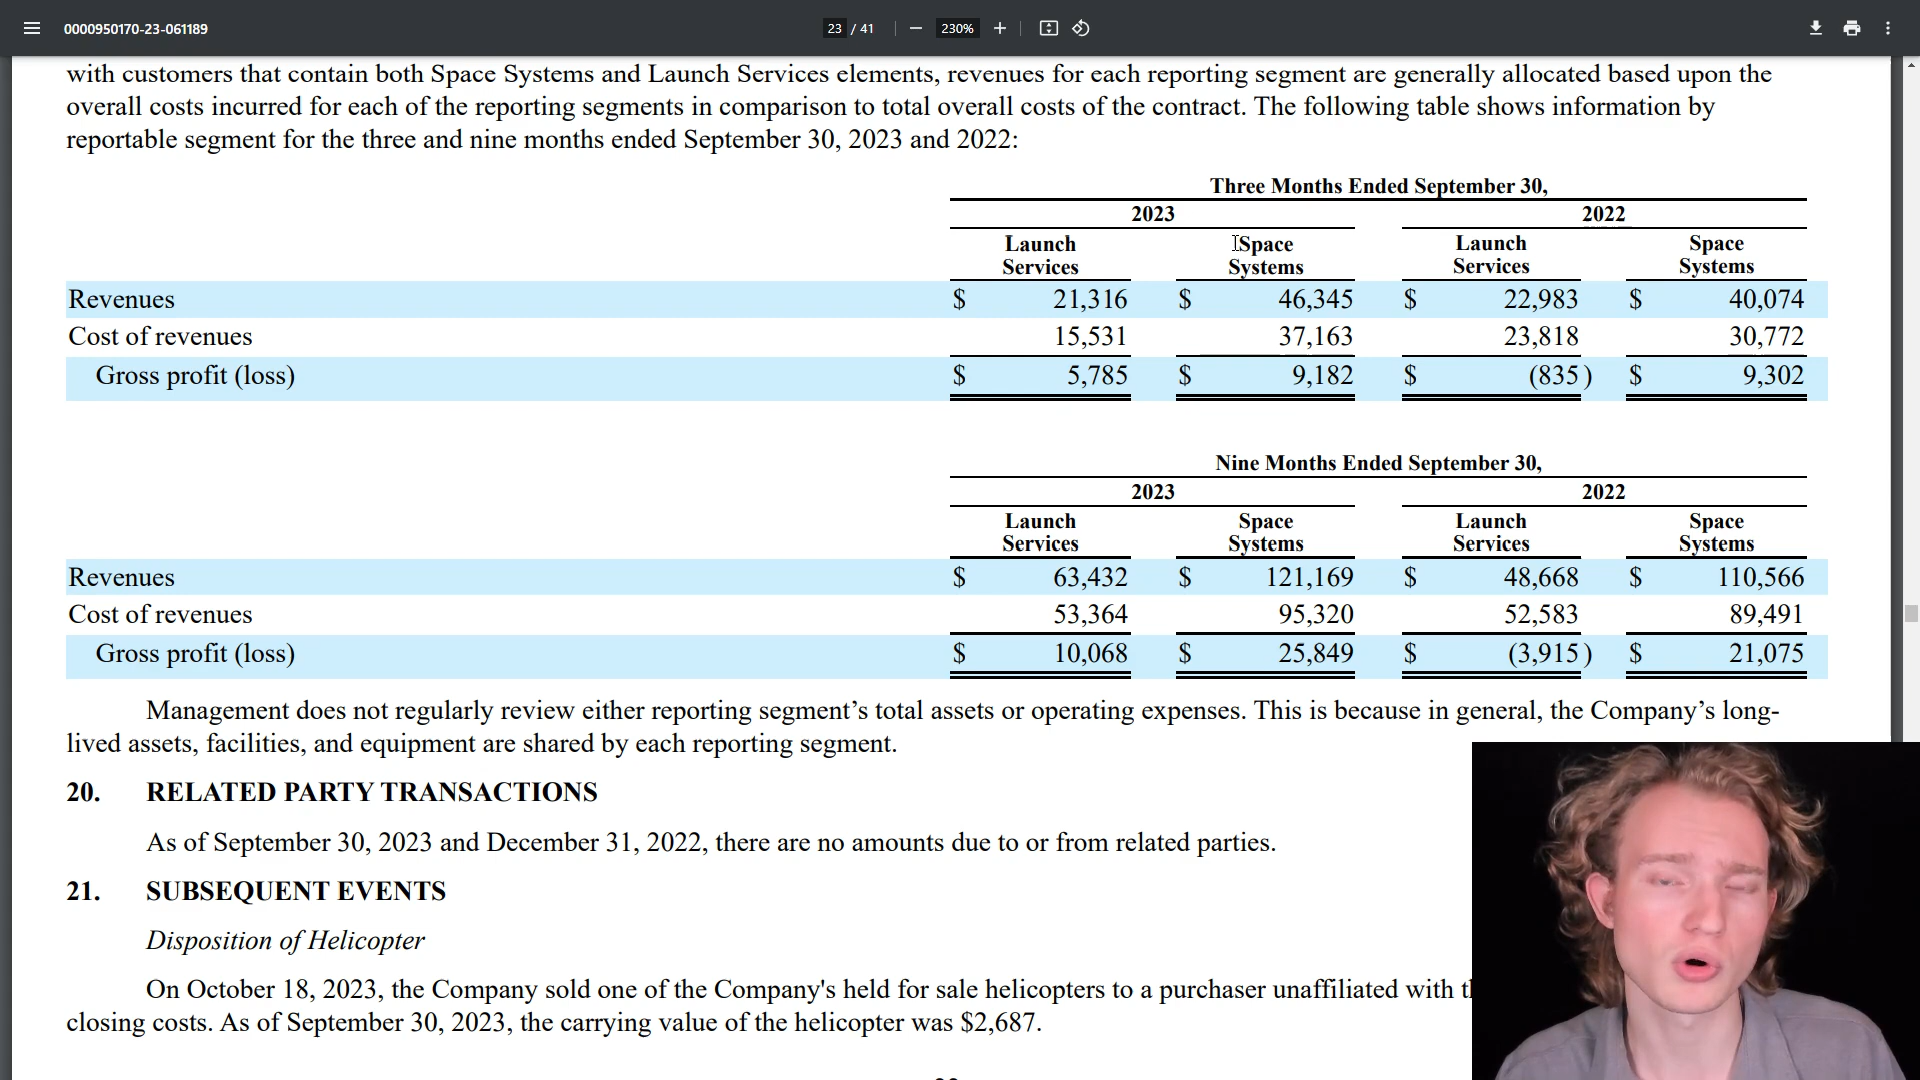 0000950170-23-061189
23 / 41
230%
with customers that contain both Space Systems and Launch Services elements, revenues for each reporting segment are generally allocated based upon the
overall costs incurred for each of the reporting segments in comparison to total overall costs of the contract. The following table shows information by
reportable segment for the three and nine months ended September 30, 2023 and 2022:
Three Months Ended September 30,
2023 2022
Launch Services Space Systems Launch Services Space Systems
Revenues $ 21,316 $ 46,345 $ 22,983 $ 40,074
Cost of revenues 15,531 37,163 23,818 30,772
Gross profit (loss) $ 5,785 $ 9,182 $ (835) $ 9,302
Nine Months Ended September 30,
2023 2022
Launch Services Space Systems Launch Services Space Systems
Revenues $ 63,432 $ 121,169 $ 48,668 $ 110,566
Cost of revenues 53,364 95,320 52,583 89,491
Gross profit (loss) $ 10,068 $ 25,849 $ (3,915) $ 21,075
Management does not regularly review either reporting segment’s total assets or operating expenses. This is because in general, the Company’s long-
lived assets, facilities, and equipment are shared by each reporting segment.
20. RELATED PARTY TRANSACTIONS
As of September 30, 2023 and December 31, 2022, there are no amounts due to or from related parties.
21. SUBSEQUENT EVENTS
Disposition of Helicopter
On October 18, 2023, the Company sold one of the Company's held for sale helicopters to a purchaser unaffiliated with
closing costs. As of September 30, 2023, the carrying value of the helicopter was $2,687.